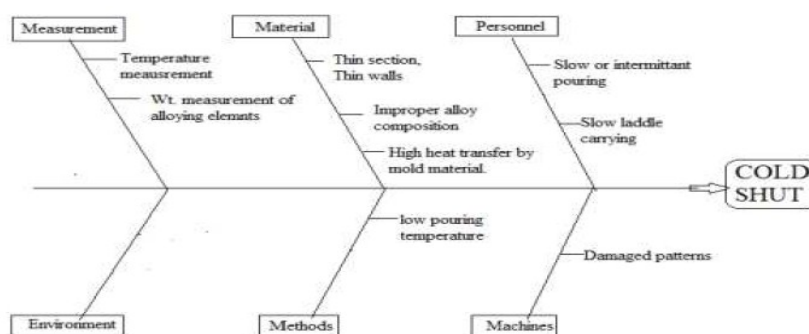 Measurement
Material
Personnel
Temperature
meausrement
Wt. measurement of
alloying elemnts
Thin section,
Thin walls
Improper alloy
composition
High heat transfer by
mold material.
Slow or intermittant
pouring
Slow laddle
carrying
COLD
SHUT
low pouring
temperature
Damaged patterns
Environment
Methods
Machines